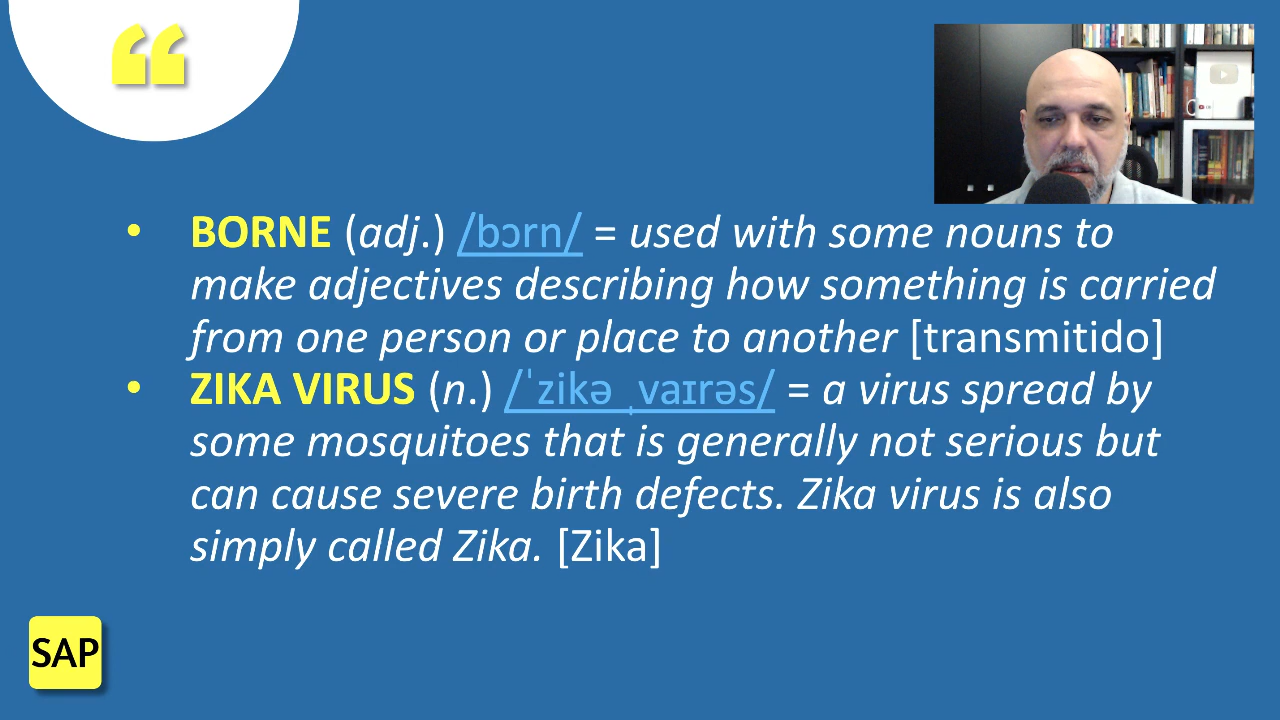 “
• BORNE (adj.) /bɔrn/ = used with some nouns to
make adjectives describing how something is carried
from one person or place to another [transmitido]
• ZIKA VIRUS (n.) /ˈzikə ˌvaɪrəs/ = a virus spread by
some mosquitoes that is generally not serious but
can cause severe birth defects. Zika virus is also
simply called Zika. [Zika]
SAP